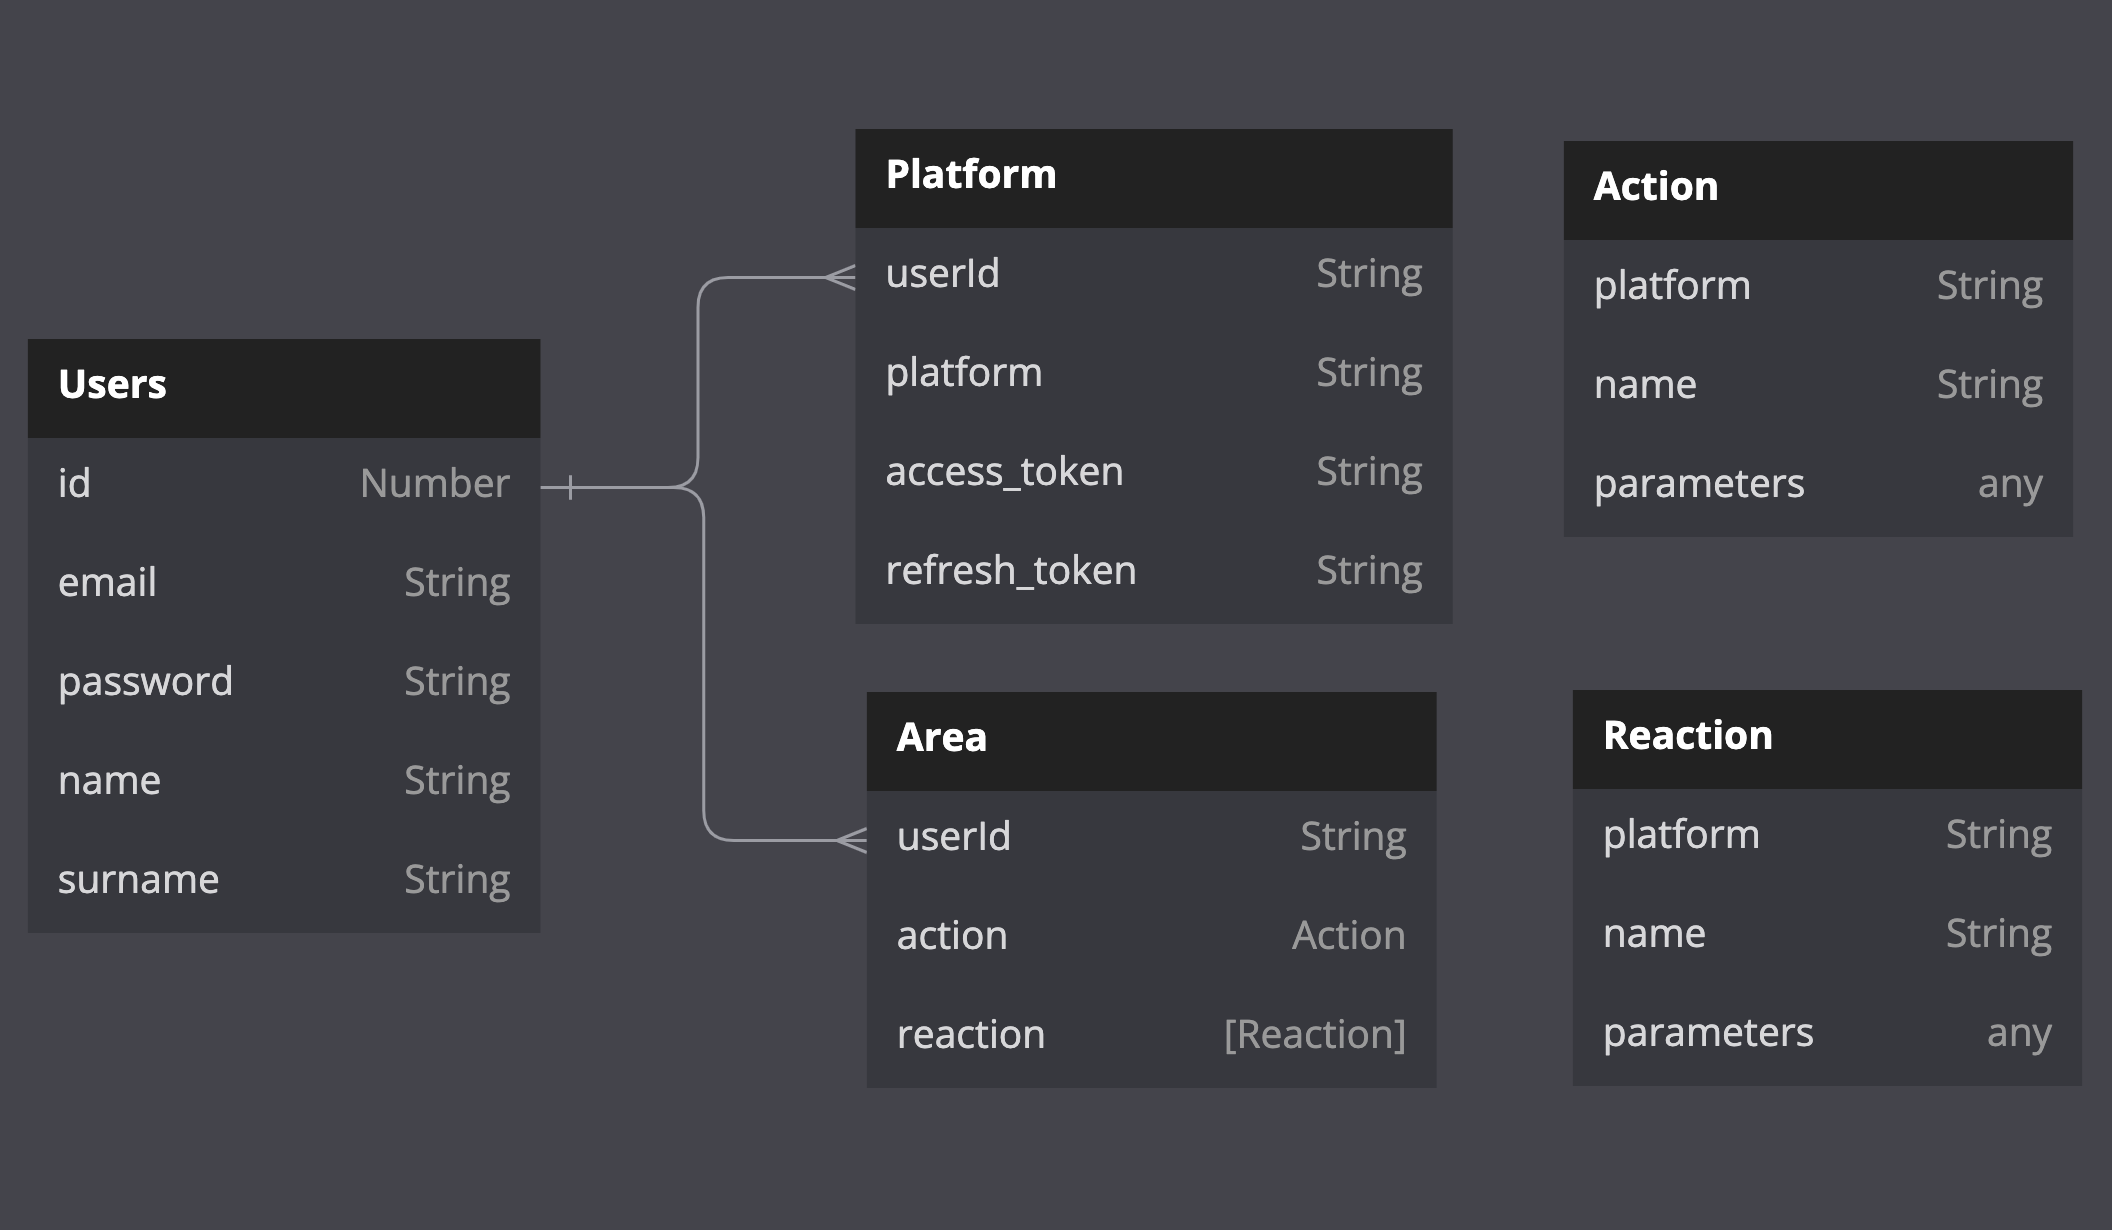 Users
id Number
email String
password String
name String
surname String
Platform
userId String
platform String
access_token String
refresh_token String
Area
userId String
action Action
reaction [Reaction]
Action
platform String
name String
parameters any
Reaction
platform String
name String
parameters any